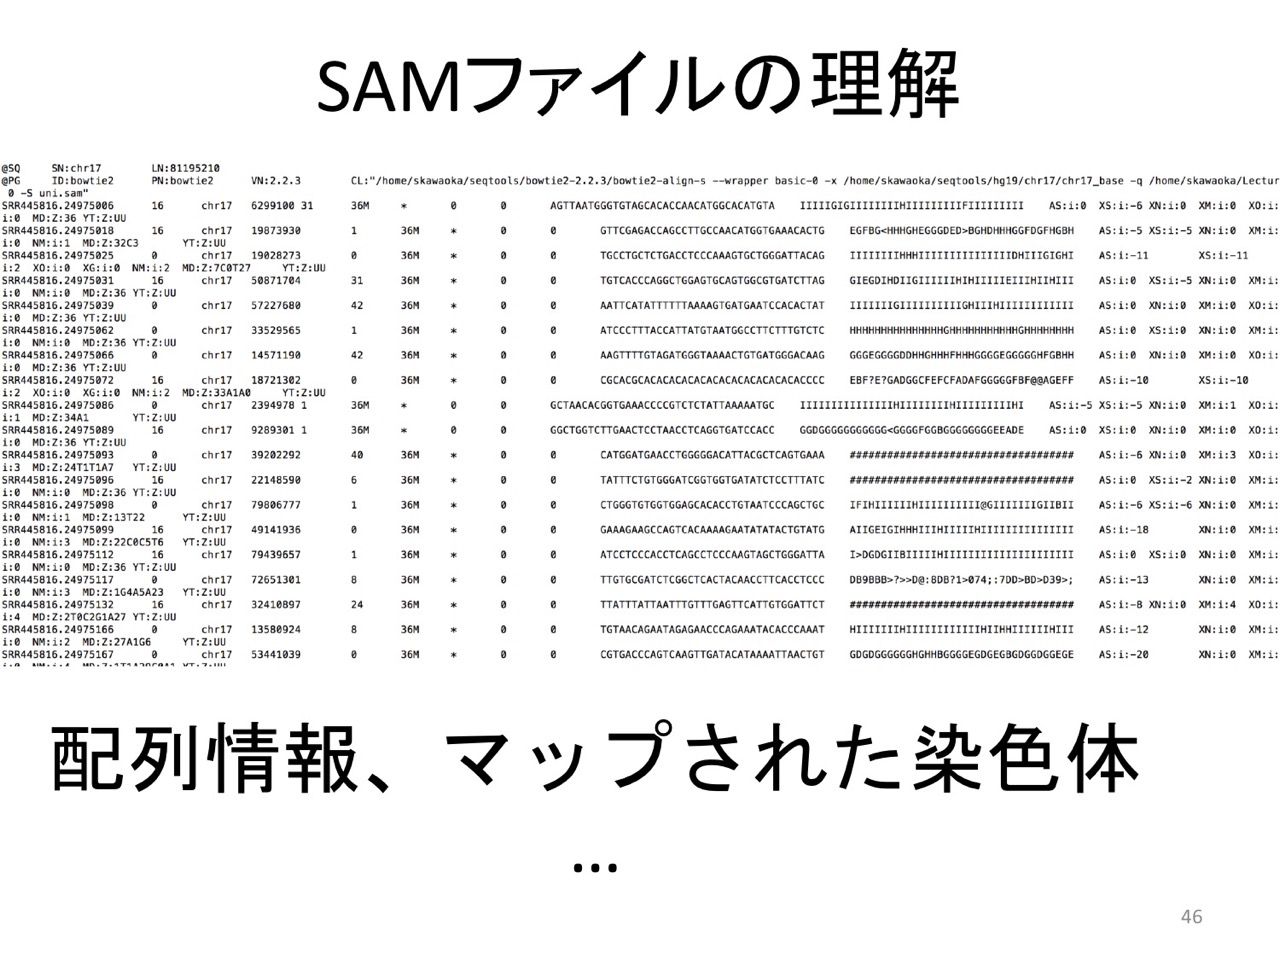 SAMファイルの理解
@SQ SN:chr17 LN:81195210
@PG ID:bowtie2 PN:bowtie2 VN:2.2.3 CL:"/home/skawaoka/seqtools/bowtie2-2.2.3/bowtie2-align-s --wrapper basic-0 -x /home/skawaoka/seqtools/hg19/chr17/chr17_base -q /home/skawaoka/Lectur
0 -S uni.sam"
SRR445816.24975006 16 chr17 6299100 31 36M * 0 0 AGTTAATGGGTGTAGCACACCAACATGGCACATGTA IIIIIGIGIIIIIIIIHIIIIIIIIIFIIIIIIIII AS:i:0 XS:i:-6 XN:i:0 XM:i:0 XO:i:
i:0 MD:Z:36 YT:Z:UU
SRR445816.24975018 16 chr17 19873930 1 36M * 0 0 GTTCGAGACCAGCCTTGCCAACATGGTGAAACACTG EGFBG<HHHGHEGGGDED>BGHDHHHGGFDGFHGBH AS:i:-5 XS:i:-5 XN:i:0 XM:i:
i:0 NM:i:1 MD:Z:32C3 YT:Z:UU
SRR445816.24975025 0 chr17 19028273 0 36M * 0 0 TGCCTGCTCTGACCTCCCAAAGTGCTGGGATTACAG IIIIIIIIHHHIIIIIIIIIIIIIIIDHIIIGIGHI AS:i:-11 XS:i:-11
i:2 XO:i:0 XG:i:0 NM:i:2 MD:Z:7C0T27 YT:Z:UU
SRR445816.24975031 16 chr17 50871704 31 36M * 0 0 TGTCACCCAGGCTGGAGTGCAGTGGCGTGATCTTAG GIEGDIHDIIGIIIIIIHIHIIIIIEIIIHIIHIII AS:i:0 XS:i:-5 XN:i:0 XM:i:
i:0 NM:i:0 MD:Z:36 YT:Z:UU
SRR445816.24975039 0 chr17 57227680 42 36M * 0 0 AATTCATATTTTTTAAAAGTGATGAATCCACACTAT IIIIIIIGIIIIIIIIIIGHIIIHIIIIIIIIIIII AS:i:0 XN:i:0 XM:i:0 XO:i:
i:0 NM:i:0 MD:Z:36 YT:Z:UU
SRR445816.24975062 0 chr17 33529565 1 36M * 0 0 ATCCCTTTACCATTATGTAATGGCCTTCTTTGTCTC HHHHHHHHHHHHHHHGHHHHHHHHHHHGHHHHHHHH AS:i:0 XS:i:0 XN:i:0 XM:i:
i:0 NM:i:0 MD:Z:36 YT:Z:UU
SRR445816.24975066 0 chr17 14571190 42 36M * 0 0 AAGTTTTGTAGATGGGTAAAACTGTGATGGGACAAG GGGGEGGGGDDHHGHHHFHHHGGGGEGGGGGHFGBHH AS:i:0 XN:i:0 XM:i:0 XO:i:
i:0 NM:i:0 MD:Z:36 YT:Z:UU
SRR445816.24975072 16 chr17 18721302 0 36M * 0 0 CGCACGCACACACACACACACACACACACACACCCC EBF?E?GADGGCFEFCFADAFGGGGGFBF@@AGEFF AS:i:-10 XS:i:-10
i:2 XO:i:0 XG:i:0 NM:i:2 MD:Z:33A1A0 YT:Z:UU
SRR445816.24975086 0 chr17 2394978 1 36M * 0 0 GCTAACACGGTGAAACCCCGTCTCTATTAAAAATGC IIIIIIIIIIIIIIIHIIIIIIIIHIIIIIIIIIHI AS:i:-5 XS:i:-5 XN:i:0 XM:i:1 XO:i:
i:1 MD:Z:34A1 YT:Z:UU
SRR445816.24975089 16 chr17 9289301 1 36M * 0 0 GGCTGGTCTTGAACTCCTAACCTCAGGTGATCCACC GGDGGGGGGGGGGGG<GGGGFGGBGGGGGGGGEEADE AS:i:0 XS:i:0 XN:i:0 XM:i:0 XO:i:
i:0 MD:Z:36 YT:Z:UU
SRR445816.24975093 0 chr17 39202292 40 36M * 0 0 CATGGATGAACCTGGGGGACATTACGCTCAGTGAAA #################################### AS:i:-6 XN:i:0 XM:i:3 XO:i:
i:3 MD:Z:24T1T1A7 YT:Z:UU
SRR445816.24975096 16 chr17 22148590 6 36M * 0 0 TATTTCTGTGGGATCGGTGGTGATATCTCCTTTATC #################################### AS:i:0 XS:i:-2 XN:i:0 XM:i:
i:0 NM:i:0 MD:Z:36 YT:Z:UU
SRR445816.24975098 0 chr17 79806777 1 36M * 0 0 CTGGGTGTGGTGGAGCACACCTGTAATCCCAGCTGC IFIHIIIIIIHIIIIIIIIII@GIIIIIIIGIIBII AS:i:-6 XS:i:-6 XN:i:0 XM:i:
i:0 NM:i:1 MD:Z:13T22 YT:Z:UU
SRR445816.24975099 16 chr17 49141936 0 36M * 0 0 GAAAGAAGCCAGTCACAAAAGAATATATACTGTATG AIIGEIGIHHHIIIHIIIIIHIIIIIIIIIIIIIII AS:i:-18 XN:i:0 XM:i:
i:0 NM:i:3 MD:Z:22C0C5T6 YT:Z:UU
SRR445816.24975112 16 chr17 79439657 1 36M * 0 0 ATCCTCCCACCTCAGCCTCCCAAGTAGCTGGGATTA I>DGDGIIBIIIIIHIIIIIIIIIIIIIIIIIIIII AS:i:0 XS:i:0 XN:i:0 XM:i:
i:0 NM:i:0 MD:Z:36 YT:Z:UU
SRR445816.24975117 0 chr17 72651301 8 36M * 0 0 TTGTGCGATCTCGGCTCACTACAACCTTCACCTCCC DB9BBB>?>>D@:8DB?1>074;:7DD>BD>D39>; AS:i:-13 XN:i:0 XM:i:
i:0 NM:i:3 MD:Z:1G4A5A23 YT:Z:UU
SRR445816.24975132 16 chr17 32410897 24 36M * 0 0 TTATTTATTAATTTGTTTGAGTTCATTGTGGATTCT #################################### AS:i:-8 XN:i:0 XM:i:4 XO:i:
i:4 MD:Z:2T0C2G1A27 YT:Z:UU
SRR445816.24975166 0 chr17 13580924 8 36M * 0 0 TGTAACAGAATAGAGAACCCAGAAATACACCCAAAT HIIIIIIIHIIIIIIIIIIIIHIIHHIIIIIIHIII AS:i:-12 XN:i:0 XM:i:
i:0 NM:i:2 MD:Z:27A1G6 YT:Z:UU
SRR445816.24975167 0 chr17 53441039 0 36M * 0 0 CGTGACCCAGTCAAGTTGATACATAAAATTAACTGT GDGDGGGGGGHGHHBGGGGEGDGEGBGDGGDGGEGE AS:i:-20 XN:i:0 XM:i:
配列情報、マップされた染色体
…
46